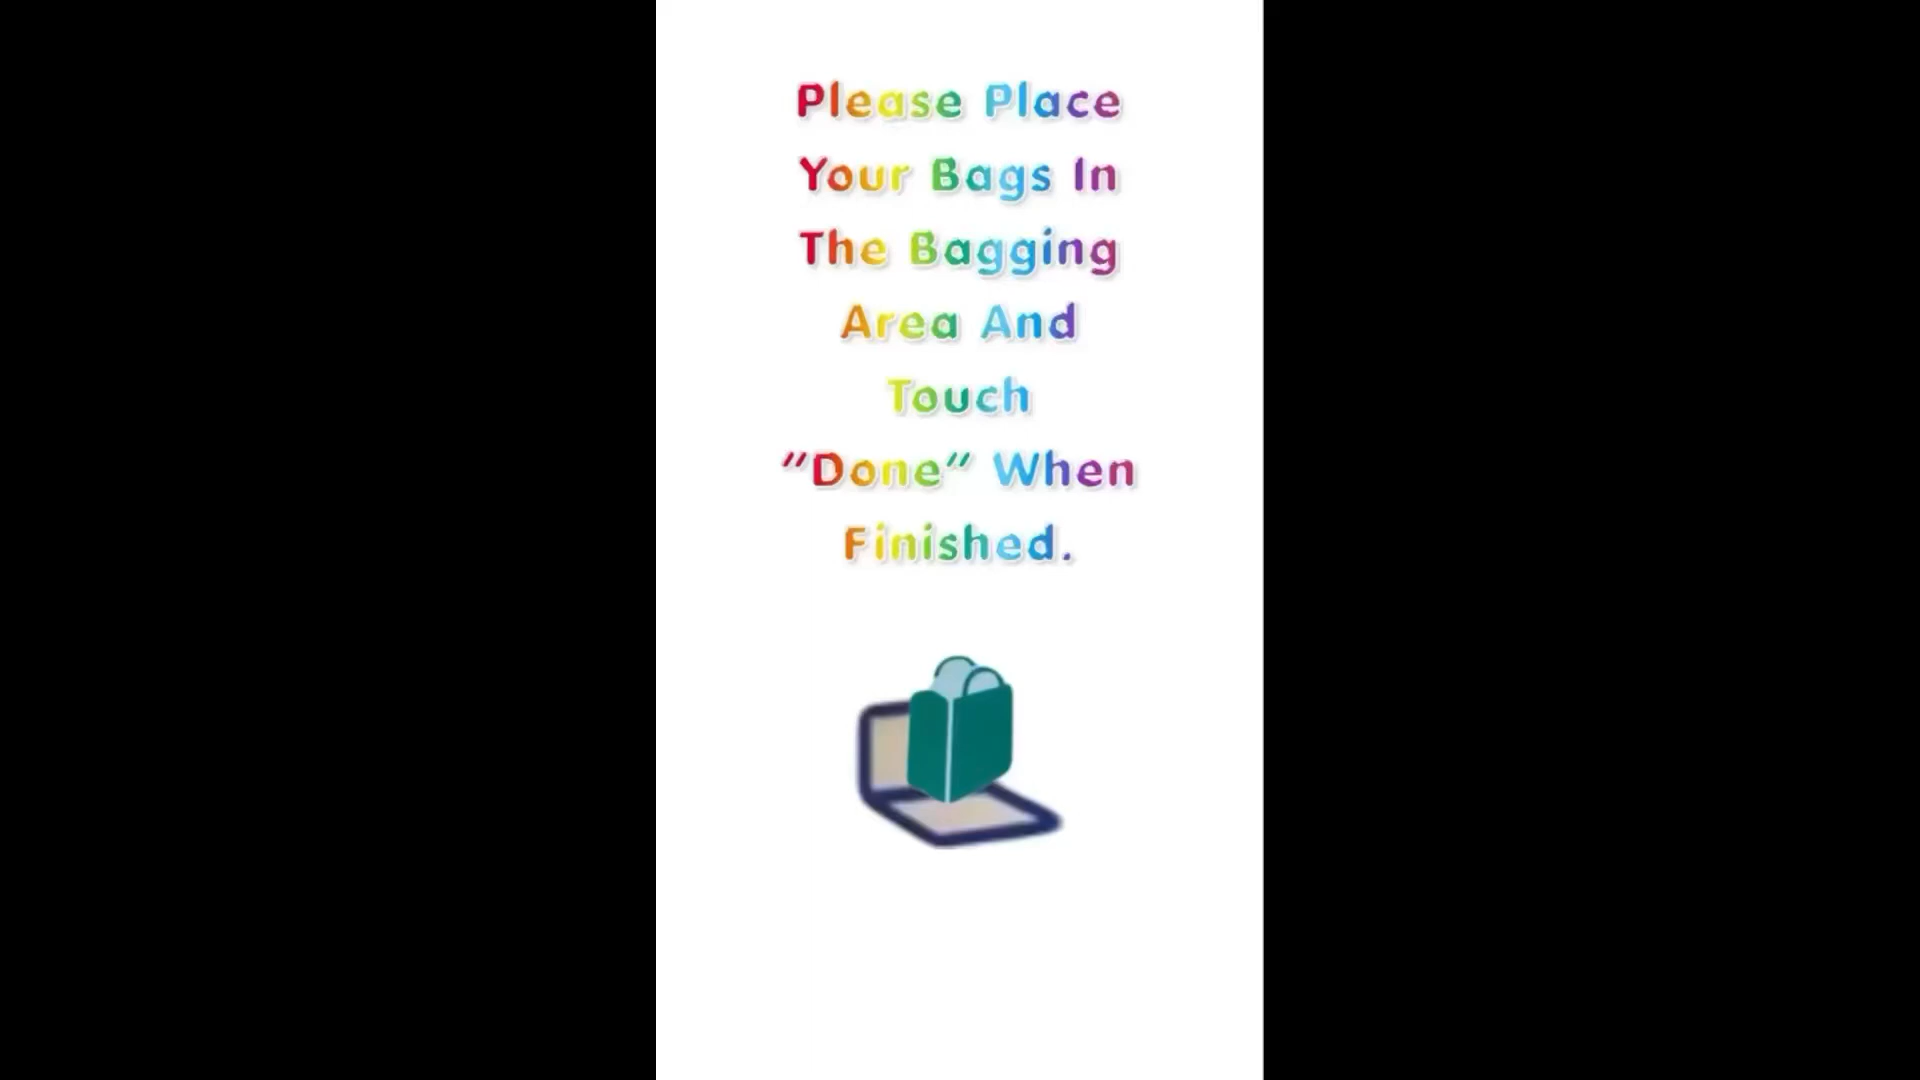 Please Place
Your Bags In
The Bagging
Area And
Touch
"Done" When
Finished.